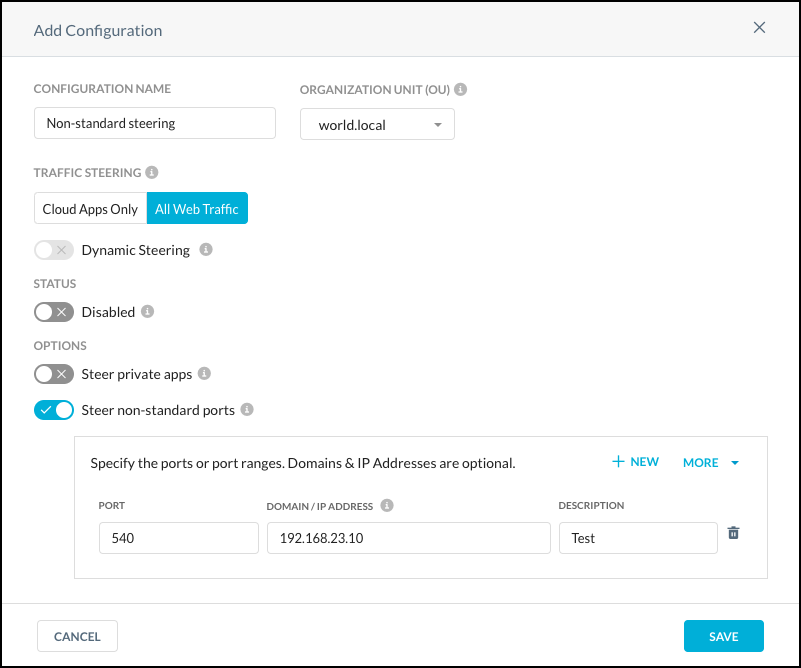 Add Configuration
CONFIGURATION NAME
ORGANIZATION UNIT (OU)
Non-standard steering
world.local
TRAFFIC STEERING
Cloud Apps Only
All Web Traffic
Dynamic Steering
STATUS
Disabled
OPTIONS
Steer private apps
Steer non-standard ports
Specify the ports or port ranges. Domains & IP Addresses are optional.
NEW
MORE
PORT
DOMAIN / IP ADDRESS
DESCRIPTION
540
192.168.23.10
Test
CANCEL
SAVE